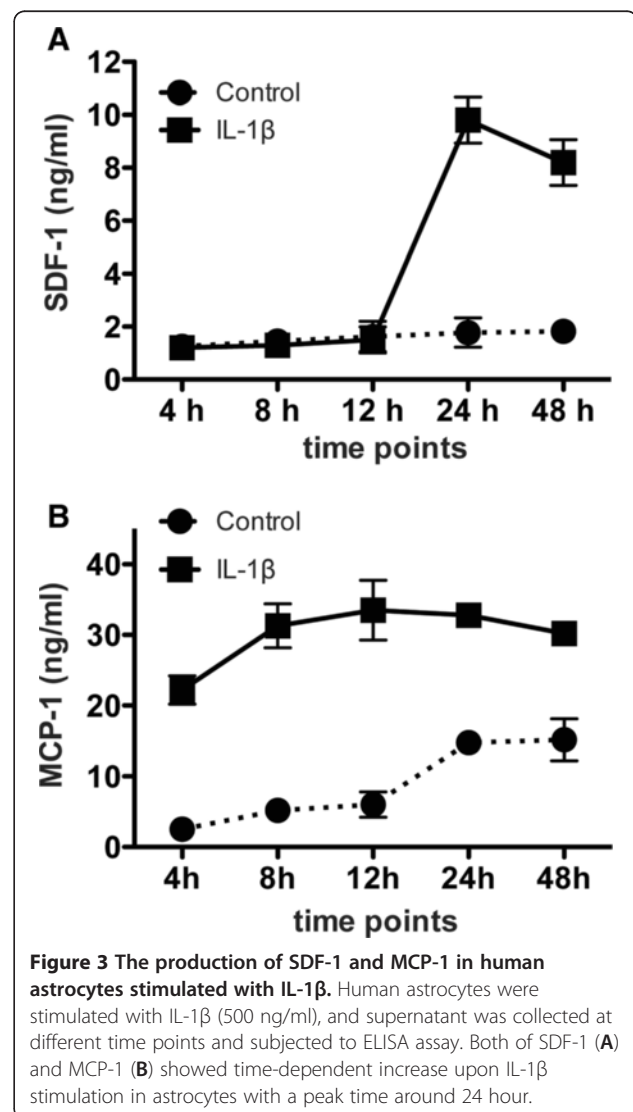 A
12
10
8
6
4
2
0
SDF-1 (ng/ml)
Control
IL-1β
4 h 8 h 12 h 24 h 48 h
time points
B
40
30
20
10
0
MCP-1 (ng/ml)
Control
IL-1β
4h 8h 12h 24h 48h
time points
Figure 3 The production of SDF-1 and MCP-1 in human
astrocytes stimulated with IL-1β. Human astrocytes were
stimulated with IL-1β (500 ng/ml), and supernatant was collected at
different time points and subjected to ELISA assay. Both of SDF-1 (A)
and MCP-1 (B) showed time-dependent increase upon IL-1β
stimulation in astrocytes with a peak time around 24 hour.